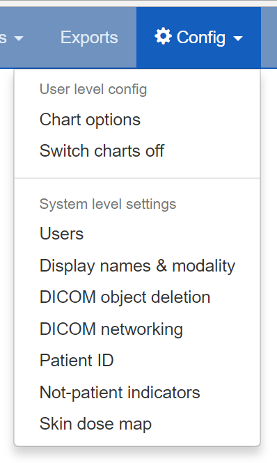 s
Exports
Config
User level config
Chart options
Switch charts off
System level settings
Users
Display names & modality
DICOM object deletion
DICOM networking
Patient ID
Not-patient indicators
Skin dose map